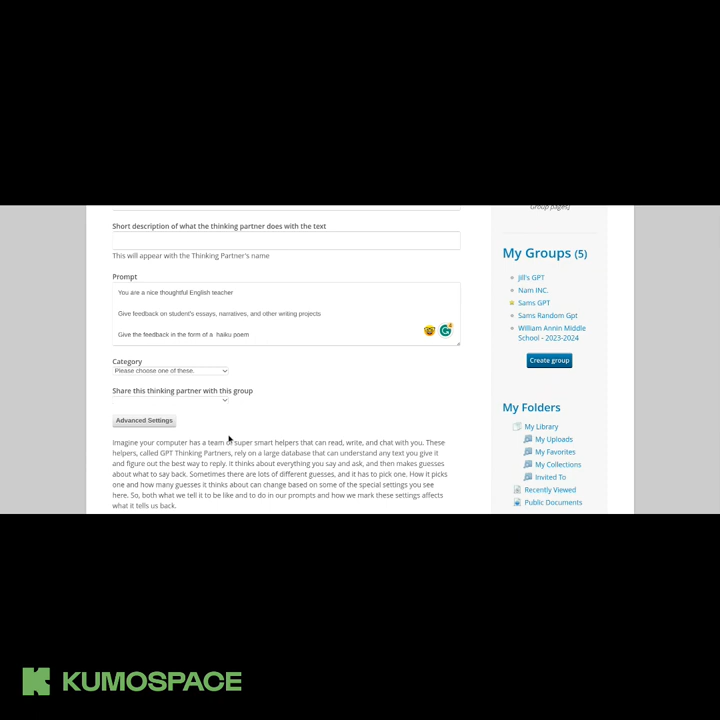 Group pages]
Short description of what the thinking partner does with the text
This will appear with the Thinking Partner's name
Prompt
You are a nice thoughtful English teacher
Give feedback on student's essays, narratives, and other writing projects
Give the feedback in the form of a  haiku poem
Category
Please choose one of these.
Share this thinking partner with this group
Advanced Settings
Imagine your computer has a team of super smart helpers that can read, write, and chat with you. These
helpers, called GPT Thinking Partners, rely on a large database that can understand any text you give it
and figure out the best way to reply. It thinks about everything you say and ask, and then makes guesses
about what to say back. Sometimes there are lots of different guesses, and it has to pick one. How it picks
one and how many guesses it thinks about can change based on some of the special settings you see
here. So, both what we tell it to be like and to do in our prompts and how we mark these settings affects
what it tells us back.
My Groups (5)
Jill's GPT
Nam INC.
Sams GPT
Sams Random Gpt
William Annin Middle
School - 2023-2024
Create group
My Folders
My Library
My Uploads
My Favorites
My Collections
Invited To
Recently Viewed
Public Documents
KUMOSPACE